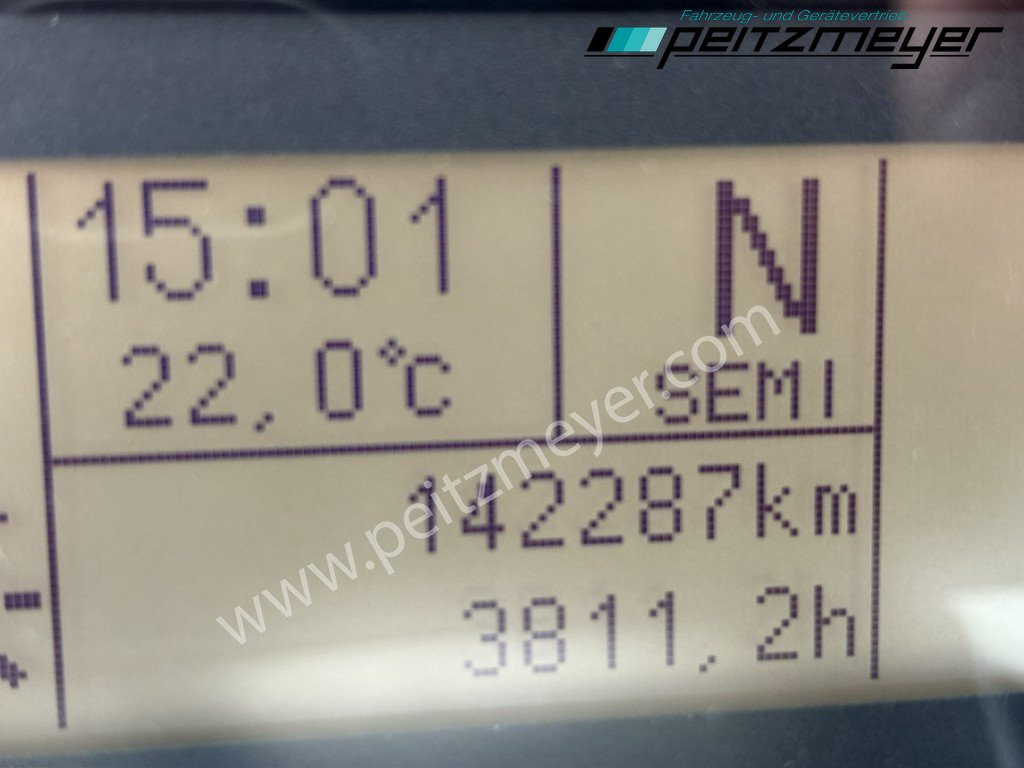 Fahrzeug- und Gerätevertrieb
peitzmeyer
15:01
N
22,0°C
SEMI
142287km
3811,2h
www.peitzmeyer.com